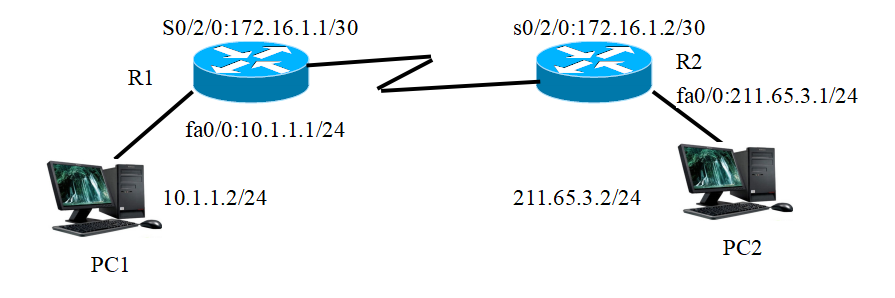 S0/2/0:172.16.1.1/30
s0/2/0:172.16.1.2/30
R1
R2
fa0/0:211.65.3.1/24
fa0/0:10.1.1.1/24
10.1.1.2/24
211.65.3.2/24
PC1
PC2